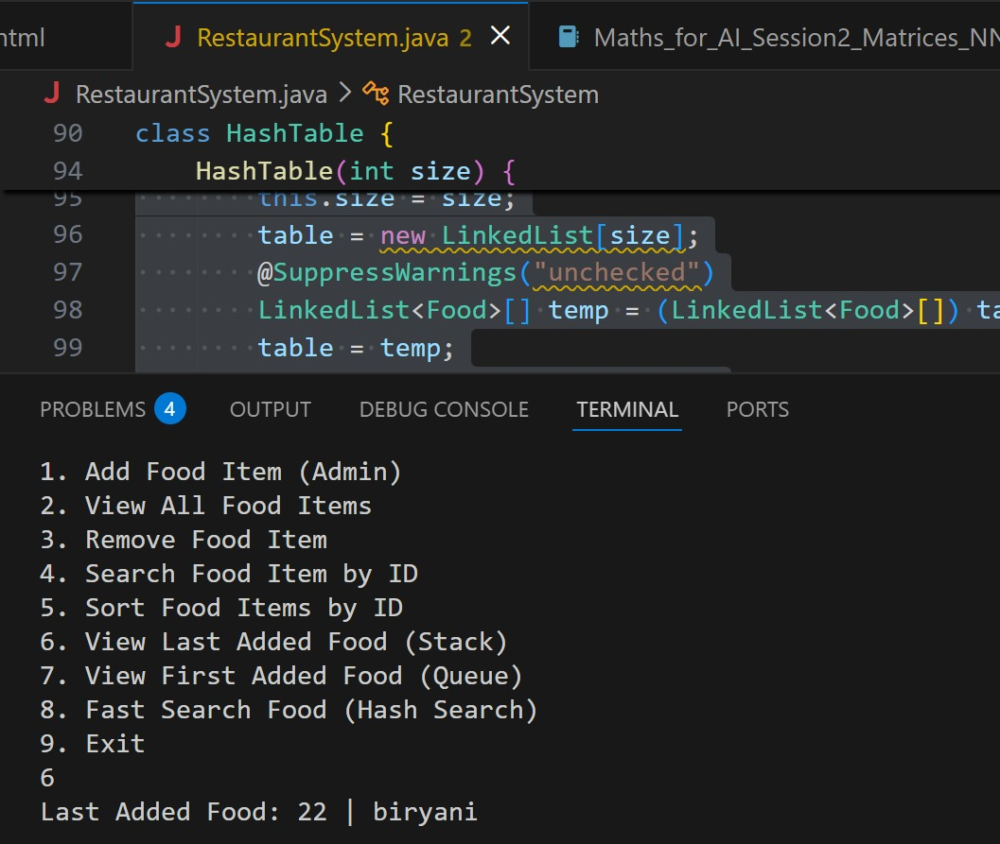 html
RestaurantSystem.java 2
Maths_for_AI_Session2_Matrices_NN
RestaurantSystem.java > RestaurantSystem
90 class HashTable {
94 HashTable(int size) {
95 this.size = size;
96 table = new LinkedList[size];
97 @SuppressWarnings("unchecked")
98 LinkedList<Food>[] temp = (LinkedList<Food>[]) ta
99 table = temp;
PROBLEMS 4 OUTPUT DEBUG CONSOLE TERMINAL PORTS
1. Add Food Item (Admin)
2. View All Food Items
3. Remove Food Item
4. Search Food Item by ID
5. Sort Food Items by ID
6. View Last Added Food (Stack)
7. View First Added Food (Queue)
8. Fast Search Food (Hash Search)
9. Exit
6
Last Added Food: 22 | biryani